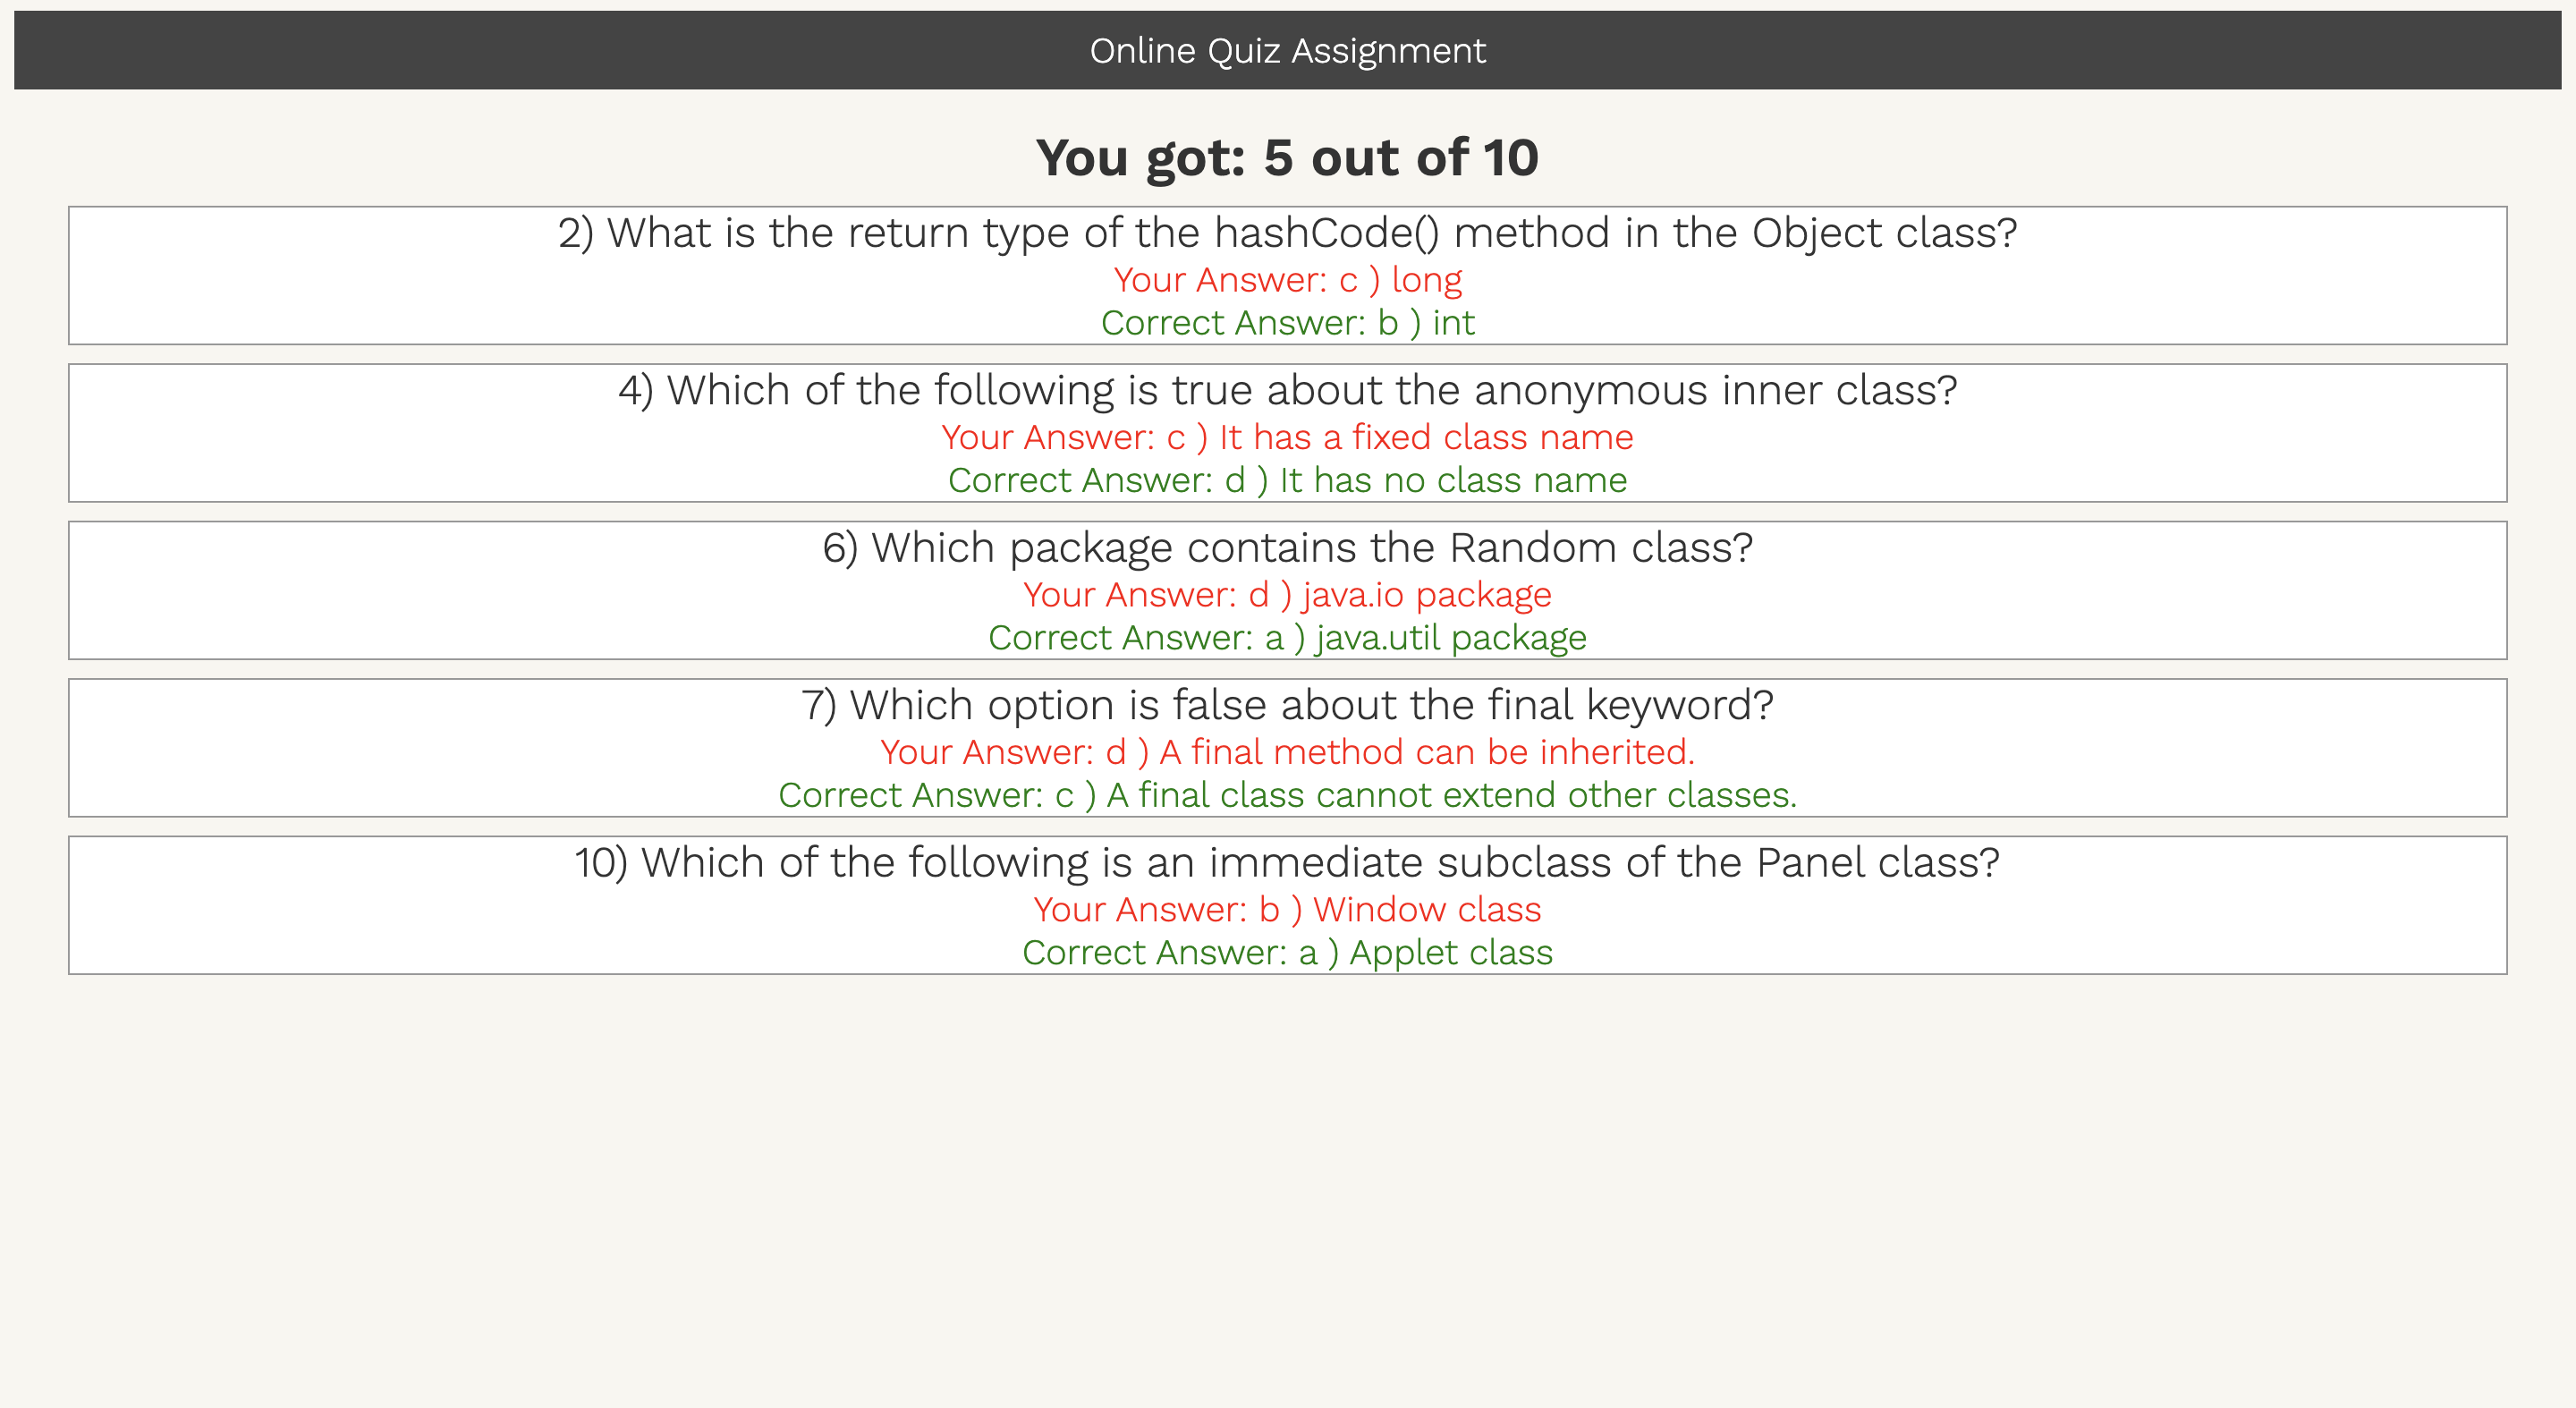 Online Quiz Assignment
You got: 5 out of 10
2) What is the return type of the hashCode() method in the Object class?
Your Answer: c ) long
Correct Answer: b ) int
4) Which of the following is true about the anonymous inner class?
Your Answer: c ) It has a fixed class name
Correct Answer: d ) It has no class name
6) Which package contains the Random class?
Your Answer: d ) java.io package
Correct Answer: a ) java.util package
7) Which option is false about the final keyword?
Your Answer: d ) A final method can be inherited.
Correct Answer: c ) A final class cannot extend other classes.
10) Which of the following is an immediate subclass of the Panel class?
Your Answer: b ) Window class
Correct Answer: a ) Applet class